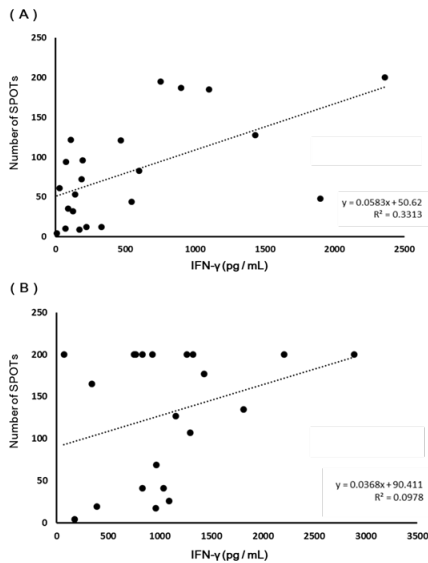 ( A )
250
200
150
100
50
0
Number of SPOTs
0 500 1000 1500 2000 2500
IFN-γ (pg / mL)
y = 0.0583x + 50.62
R² = 0.3313
( B )
250
200
150
100
50
0
Number of SPOTs
0 500 1000 1500 2000 2500 3000 3500
IFN-γ (pg / mL)
y = 0.0368x + 90.411
R² = 0.0978